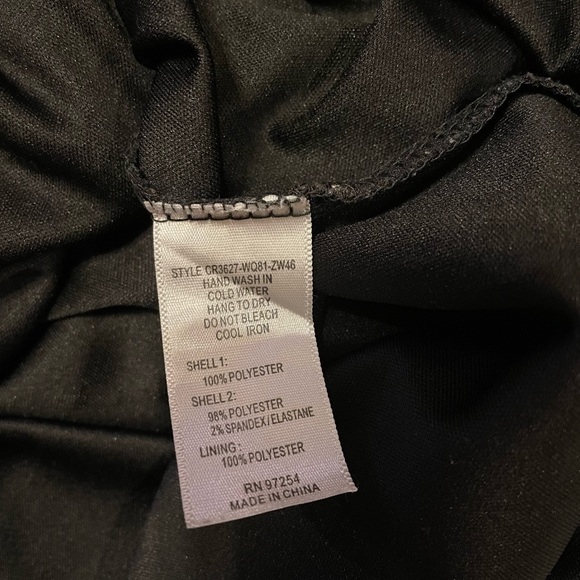 STYLE CR3627-WQ81-ZW46
HAND WASH IN
COLD WATER
HANG TO DRY
DO NOT BLEACH
COOL IRON
SHELL 1:
100% POLYESTER
SHELL 2:
98% POLYESTER
2% SPANDEX/ELASTANE
LINING:
100% POLYESTER
RN 97254
MADE IN CHINA